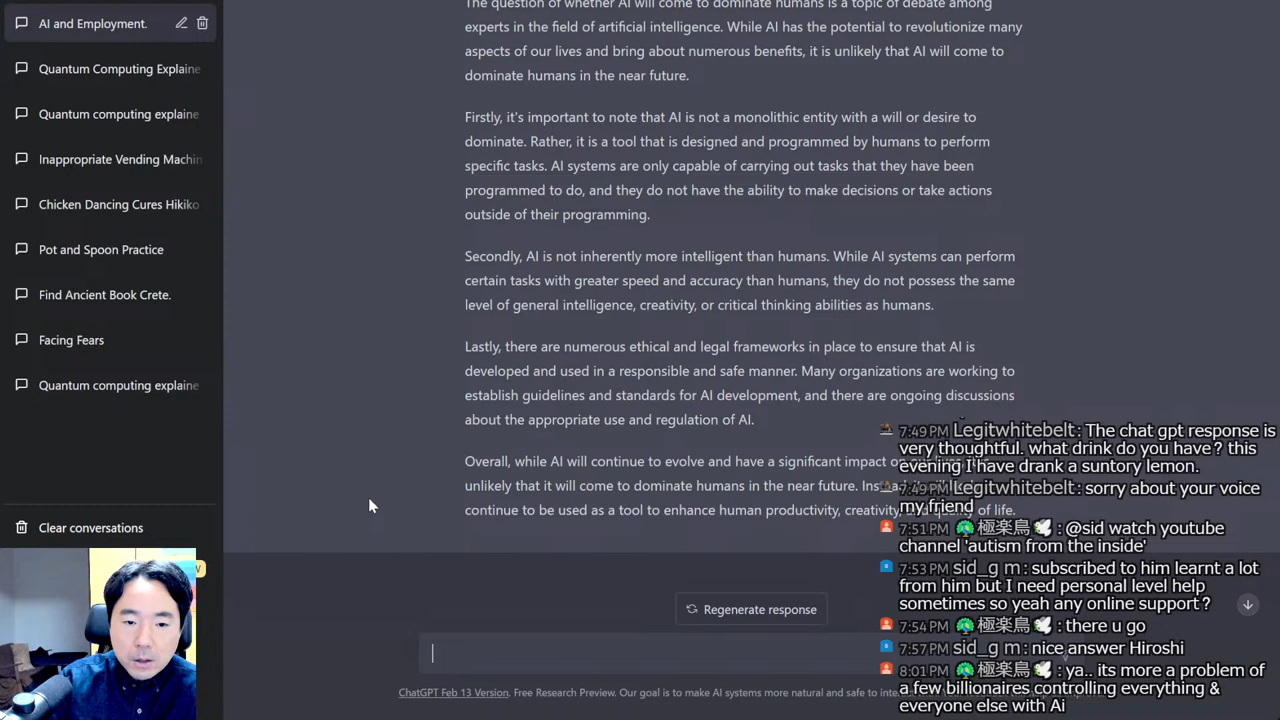 AI and Employment.
Quantum Computing Explaine
Quantum computing explaine
Inappropriate Vending Machin
Chicken Dancing Cures Hikiko
Pot and Spoon Practice
Find Ancient Book Crete.
Facing Fears
Quantum computing explaine
Clear conversations
W
The question of whether AI will come to dominate humans is a topic of debate among
experts in the field of artificial intelligence. While AI has the potential to revolutionize many
aspects of our lives and bring about numerous benefits, it is unlikely that AI will come to
dominate humans in the near future.
Firstly, it's important to note that AI is not a monolithic entity with a will or desire to
dominate. Rather, it is a tool that is designed and programmed by humans to perform
specific tasks. AI systems are only capable of carrying out tasks that they have been
programmed to do, and they do not have the ability to make decisions or take actions
outside of their programming.
Secondly, AI is not inherently more intelligent than humans. While AI systems can perform
certain tasks with greater speed and accuracy than humans, they do not possess the same
level of general intelligence, creativity, or critical thinking abilities as humans.
Lastly, there are numerous ethical and legal frameworks in place to ensure that AI is
developed and used in a responsible and safe manner. Many organizations are working to
establish guidelines and standards for AI development, and there are ongoing discussions
about the appropriate use and regulation of AI.
Overall, while AI will continue to evolve and have a significant impact
unlikely that it will come to dominate humans in the near future.
continue to be used as a tool to enhance human productivity, creativity, and quality of life.
Regenerate response
ChatGPT Feb 13 Version. Free Research Preview. Our goal is to make AI systems more natural and safe to
7:49 PM Legitwhitebelt : The chat gpt response is
very thoughtful. what drink do you have ? this
evening I have drank a suntory lemon.
7:49 PM Legitwhitebelt : sorry about your voice
my friend
7:51 PM 🦚 極楽鳥 🕊 : @sid watch youtube
channel 'autism from the inside'
7:53 PM sid_g m : subscribed to him learnt a lot
from him but I need personal level help
sometimes so yeah any online support ?
7:54 PM 🦚 極楽鳥 🕊 : there u go
7:57 PM sid_g m : nice answer Hiroshi
8:01 PM 🦚 極楽鳥 🕊 : ya.. its more a problem of
a few billionaires controlling everything &
everyone else with Ai